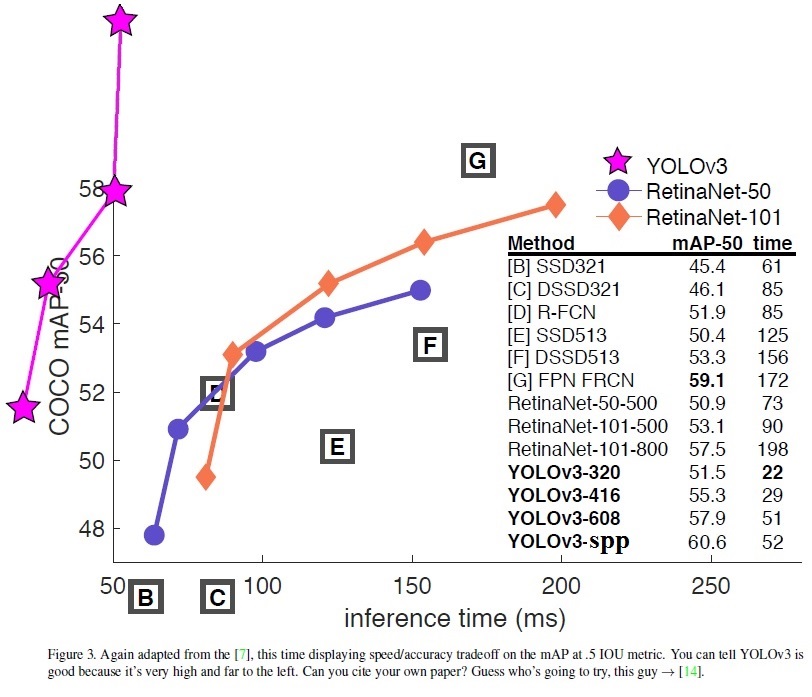 G
YOLOv3
RetinaNet-50
RetinaNet-101
58
56
54
52
50
48
COCO mAP-50
D
F
E
Method mAP-50 time
[B] SSD321 45.4 61
[C] DSSD321 46.1 85
[D] R-FCN 51.9 85
[E] SSD513 50.4 125
[F] DSSD513 53.3 156
[G] FPN FRCN 59.1 172
RetinaNet-50-500 50.9 73
RetinaNet-101-500 53.1 90
RetinaNet-101-800 57.5 198
YOLOv3-320 51.5 22
YOLOv3-416 55.3 29
YOLOv3-608 57.9 51
YOLOv3-spp 60.6 52
50 100 150 200 250
B C
inference time (ms)
Figure 3. Again adapted from the [7], this time displaying speed/accuracy tradeoff on the mAP at .5 IOU metric. You can tell YOLOv3 is
good because it's very high and far to the left. Can you cite your own paper? Guess who's going to try, this guy → [14].